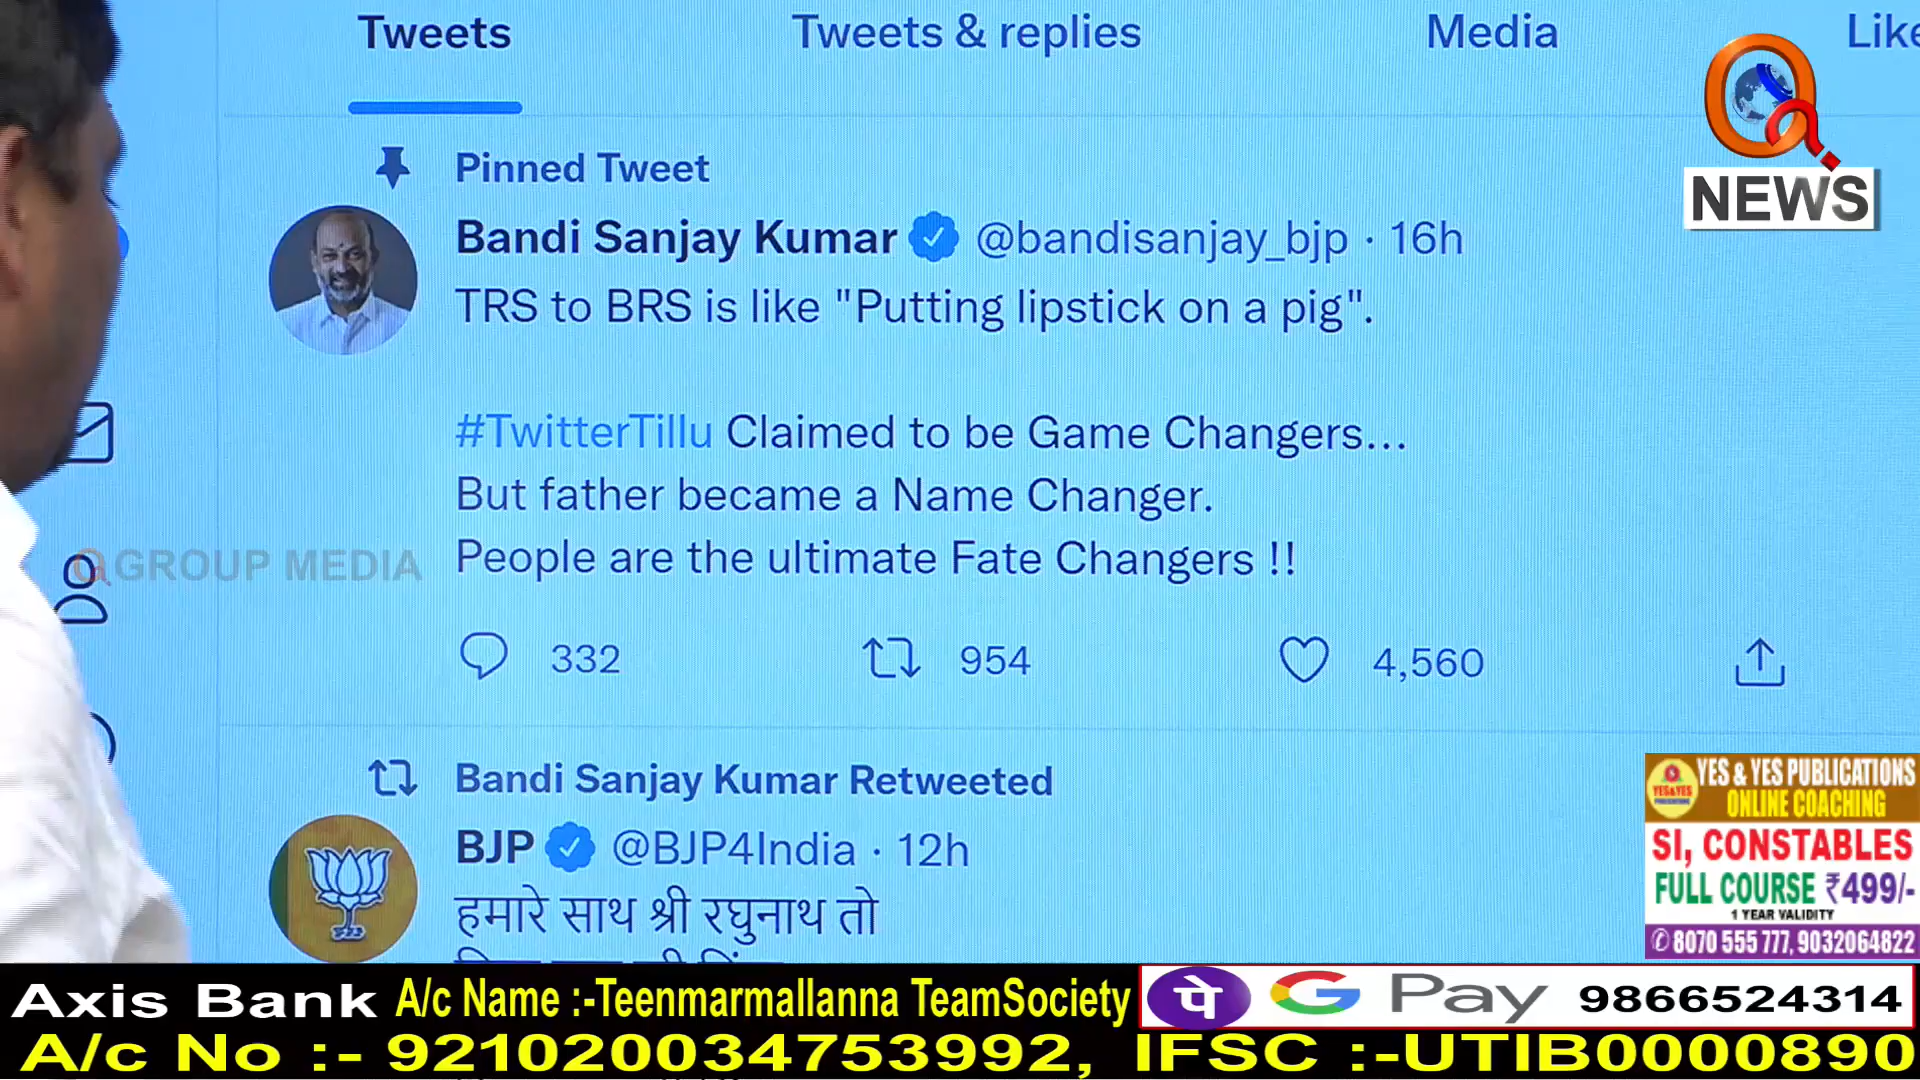 Tweets Tweets & replies Media Like
Pinned Tweet
Bandi Sanjay Kumar @bandisanjay_bjp · 16h
TRS to BRS is like "Putting lipstick on a pig".
#TwitterTillu Claimed to be Game Changers...
But father became a Name Changer.
People are the ultimate Fate Changers !!
332 954 4,560
Bandi Sanjay Kumar Retweeted
BJP @BJP4India · 12h
हमारे साथ श्री रघुनाथ तो
Q
NEWS
Q GROUP MEDIA
YES & YES PUBLICATIONS
ONLINE COACHING
YES&YES
SI, CONSTABLES
FULL COURSE ₹499/-
1 YEAR VALIDITY
8070 555 777, 9032064822
Axis Bank A/c Name :-Teenmarmallanna TeamSociety पे G Pay 9866524314
A/c No :- 921020034753992, IFSC :-UTIB0000890